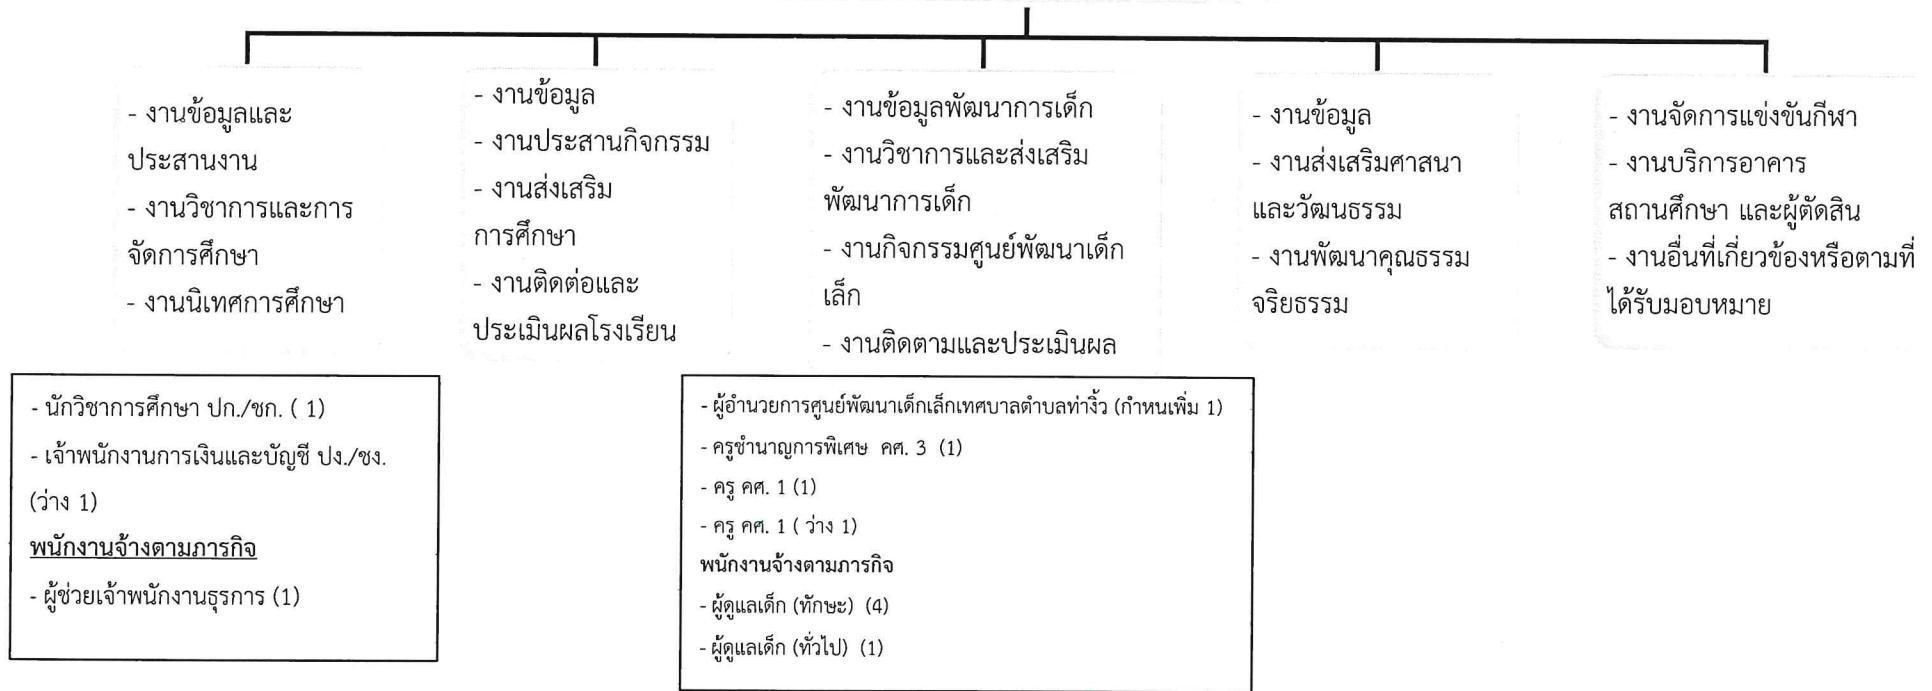 - งานข้อมูลและ
ประสานงาน
- งานวิชาการและการ
จัดการศึกษา
- งานนิเทศการศึกษา
- งานข้อมูล
- งานประสานกิจกรรม
- งานส่งเสริม
การศึกษา
- งานติดต่อและ
ประเมินผลโรงเรียน
- งานข้อมูลพัฒนาการเด็ก
- งานวิชาการและส่งเสริม
พัฒนาการเด็ก
- งานกิจกรรมศูนย์พัฒนาเด็ก
เล็ก
- งานติดตามและประเมินผล
- งานข้อมูล
- งานส่งเสริมศาสนา
และวัฒนธรรม
- งานพัฒนาคุณธรรม
จริยธรรม
- งานจัดการแข่งขันกีฬา
- งานบริการอาคาร
สถานศึกษา และผู้ตัดสิน
- งานอื่นที่เกี่ยวข้องหรือตามที่
ได้รับมอบหมาย
- นักวิชาการศึกษา ปก./ชก. ( 1)
- เจ้าพนักงานการเงินและบัญชี ปง./ชง.
(ว่าง 1)
พนักงานจ้างตามภารกิจ
- ผู้ช่วยเจ้าพนักงานธุรการ (1)
- ผู้อำนวยการศูนย์พัฒนาเด็กเล็กเทศบาลตำบลท่างิ้ว (กำหนเพิ่ม 1)
- ครูชำนาญการพิเศษ คศ. 3 (1)
- ครู คศ. 1 (1)
- ครู คศ. 1 ( ว่าง 1)
พนักงานจ้างตามภารกิจ
- ผู้ดูแลเด็ก (ทักษะ) (4)
- ผู้ดูแลเด็ก (ทั่วไป) (1)